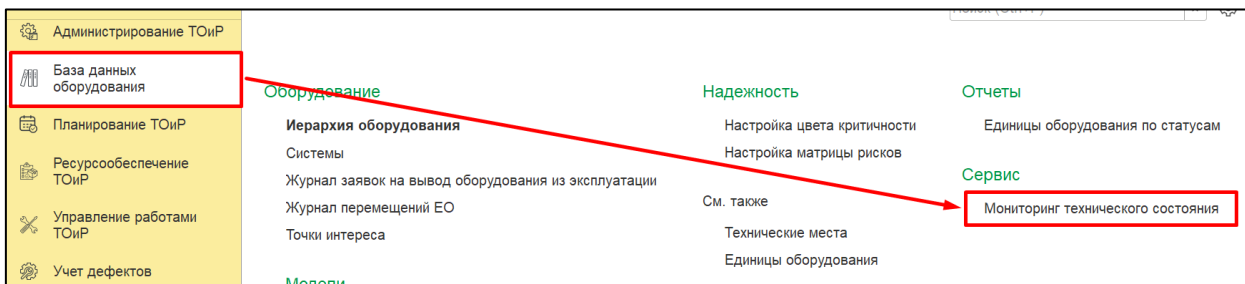 Администрирование ТОиР
База данных
оборудования
Планирование ТОиР
Ресурсообеспечение
ТОиР
Управление работами
ТОиР
Учет дефектов
Оборудование
Иерархия оборудования
Системы
Журнал заявок на вывод оборудования из эксплуатации
Журнал перемещений ЕО
Точки интереса
Модели
Надежность
Настройка цвета критичности
Настройка матрицы рисков
См. также
Технические места
Единицы оборудования
Отчеты
Единицы оборудования по статусам
Сервис
Мониторинг технического состояния